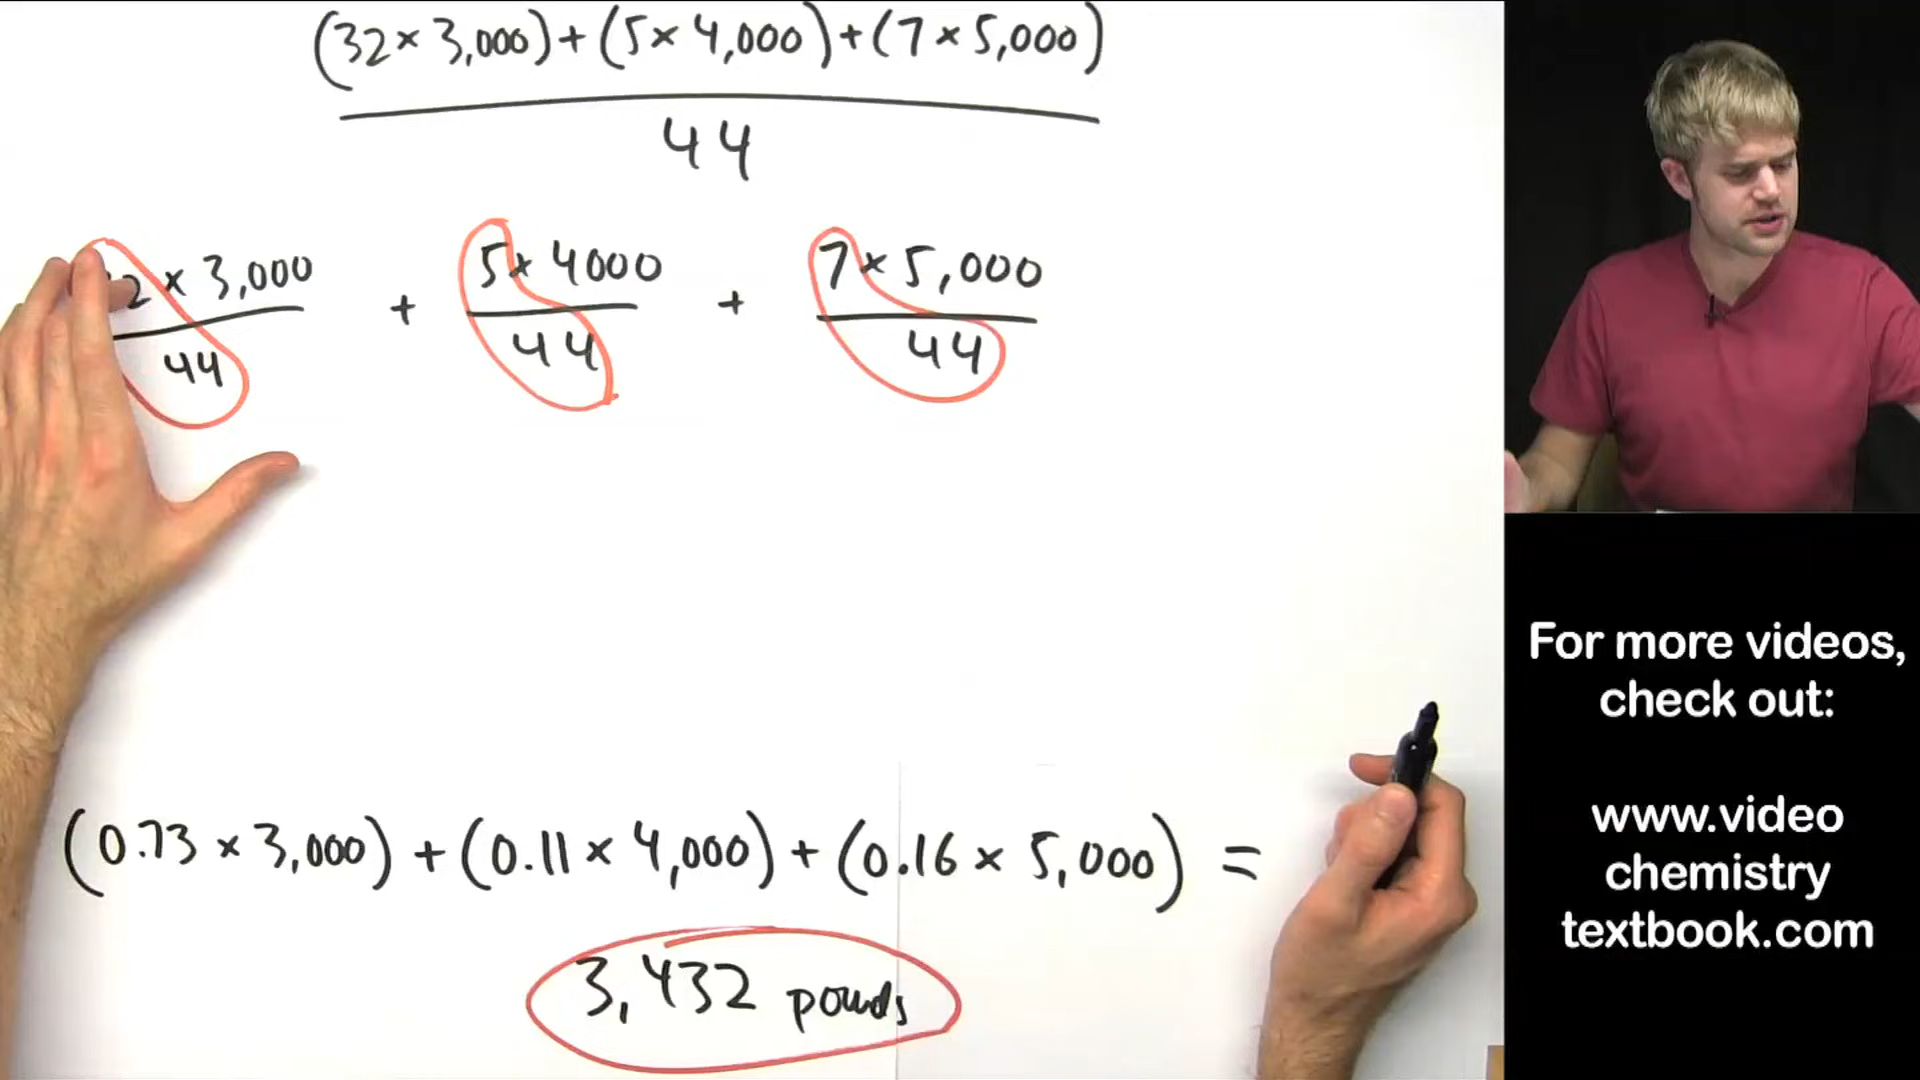 (32 × 3,000) + (5 × 4,000) + (7 × 5,000)
44
2 × 3,000 + 5 × 4000 + 7 × 5,000
44 44 44
(0.73 × 3,000) + (0.11 × 4,000) + (0.16 × 5,000) =
3,432 pounds
For more videos,
check out:
www.video
chemistry
textbook.com